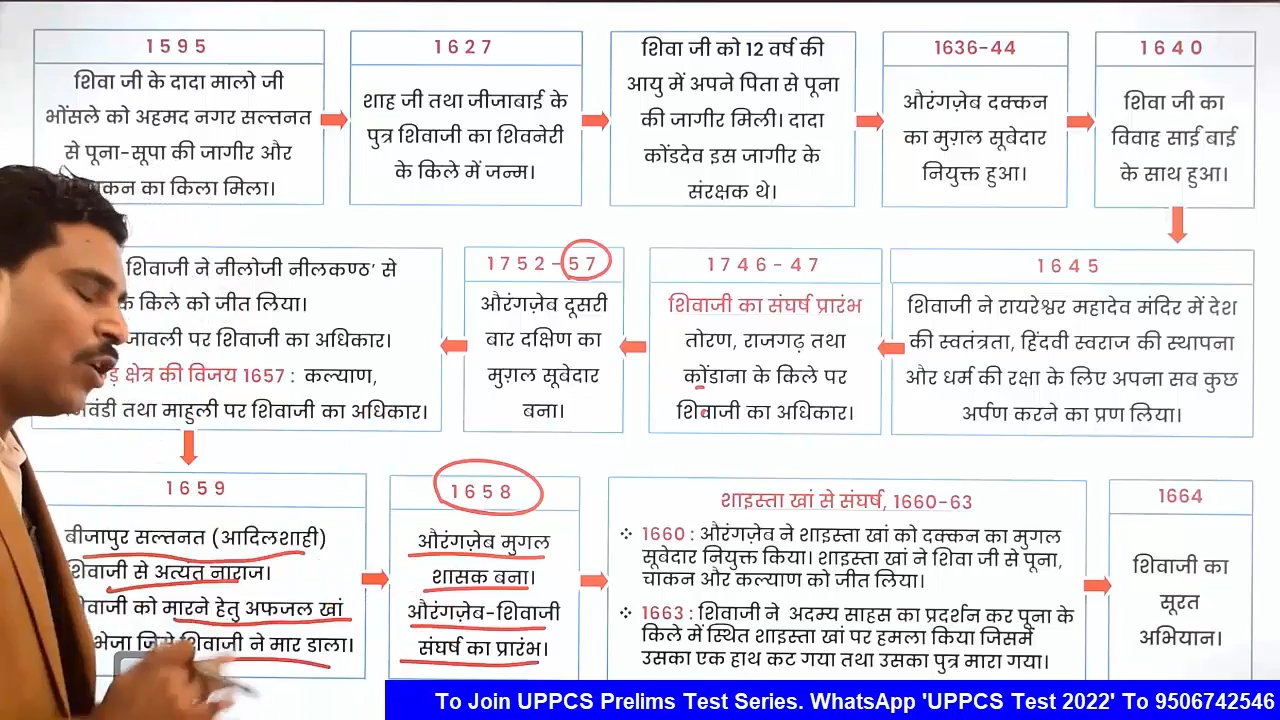 1595
शिवा जी के दादा मालो जी
भोंसले को अहमद नगर सल्तनत
से पूना-सूपा की जागीर और
कन का किला मिला।
1627
शाह जी तथा जीजाबाई के
पुत्र शिवाजी का शिवनेरी
के किले में जन्म।
शिवा जी को 12 वर्ष की
आयु में अपने पिता से पूना
की जागीर मिली। दादा
कोंडदेव इस जागीर के
संरक्षक थे।
1636-44
औरंगज़ेब दक्कन
का मुग़ल सूबेदार
नियुक्त हुआ।
1640
शिवा जी का
विवाह साई बाई
के साथ हुआ।
1645
शिवाजी ने रायरेश्वर महादेव मंदिर में देश
की स्वतंत्रता, हिंदवी स्वराज की स्थापना
और धर्म की रक्षा के लिए अपना सब कुछ
अर्पण करने का प्रण लिया।
1746-47
शिवाजी का संघर्ष प्रारंभ
तोरण, राजगढ़ तथा
कोंडाना के किले पर
शिवाजी का अधिकार।
1752-57
औरंगज़ेब दूसरी
बार दक्षिण का
मुग़ल सूबेदार
बना।
शिवाजी ने नीलोजी नीलकण्ठ’ से
के किले को जीत लिया।
जावली पर शिवाजी का अधिकार।
क्षेत्र की विजय 1657 : कल्याण,
तथा माहुली पर शिवाजी का अधिकार।
1659
बीजापुर सल्तनत (आदिलशाही)
शिवाजी से अत्यत नाराज।
को मारने हेतु अफजल खां
भेजा जिसे शिवाजी ने मार डाला।
1658
औरंगज़ेब मुगल
शासक बना।
औरंगज़ेब-शिवाजी
संघर्ष का प्रारंभ।
शाइस्ता खां से संघर्ष, 1660-63
❖ 1660 : औरंगज़ेब ने शाइस्ता खां को दक्कन का मुगल
सूबेदार नियुक्त किया। शाइस्ता खां ने शिवा जी से पूना,
चाकन और कल्याण को जीत लिया।
❖ 1663 : शिवाजी ने अदम्य साहस का प्रदर्शन कर पूना के
किले में स्थित शाइस्ता खां पर हमला किया जिसमें
उसका एक हाथ कट गया तथा उसका पुत्र मारा गया।
1664
शिवाजी का
सूरत
अभियान।
To Join UPPCS Prelims Test Series. WhatsApp 'UPPCS Test 2022' To 9506742546